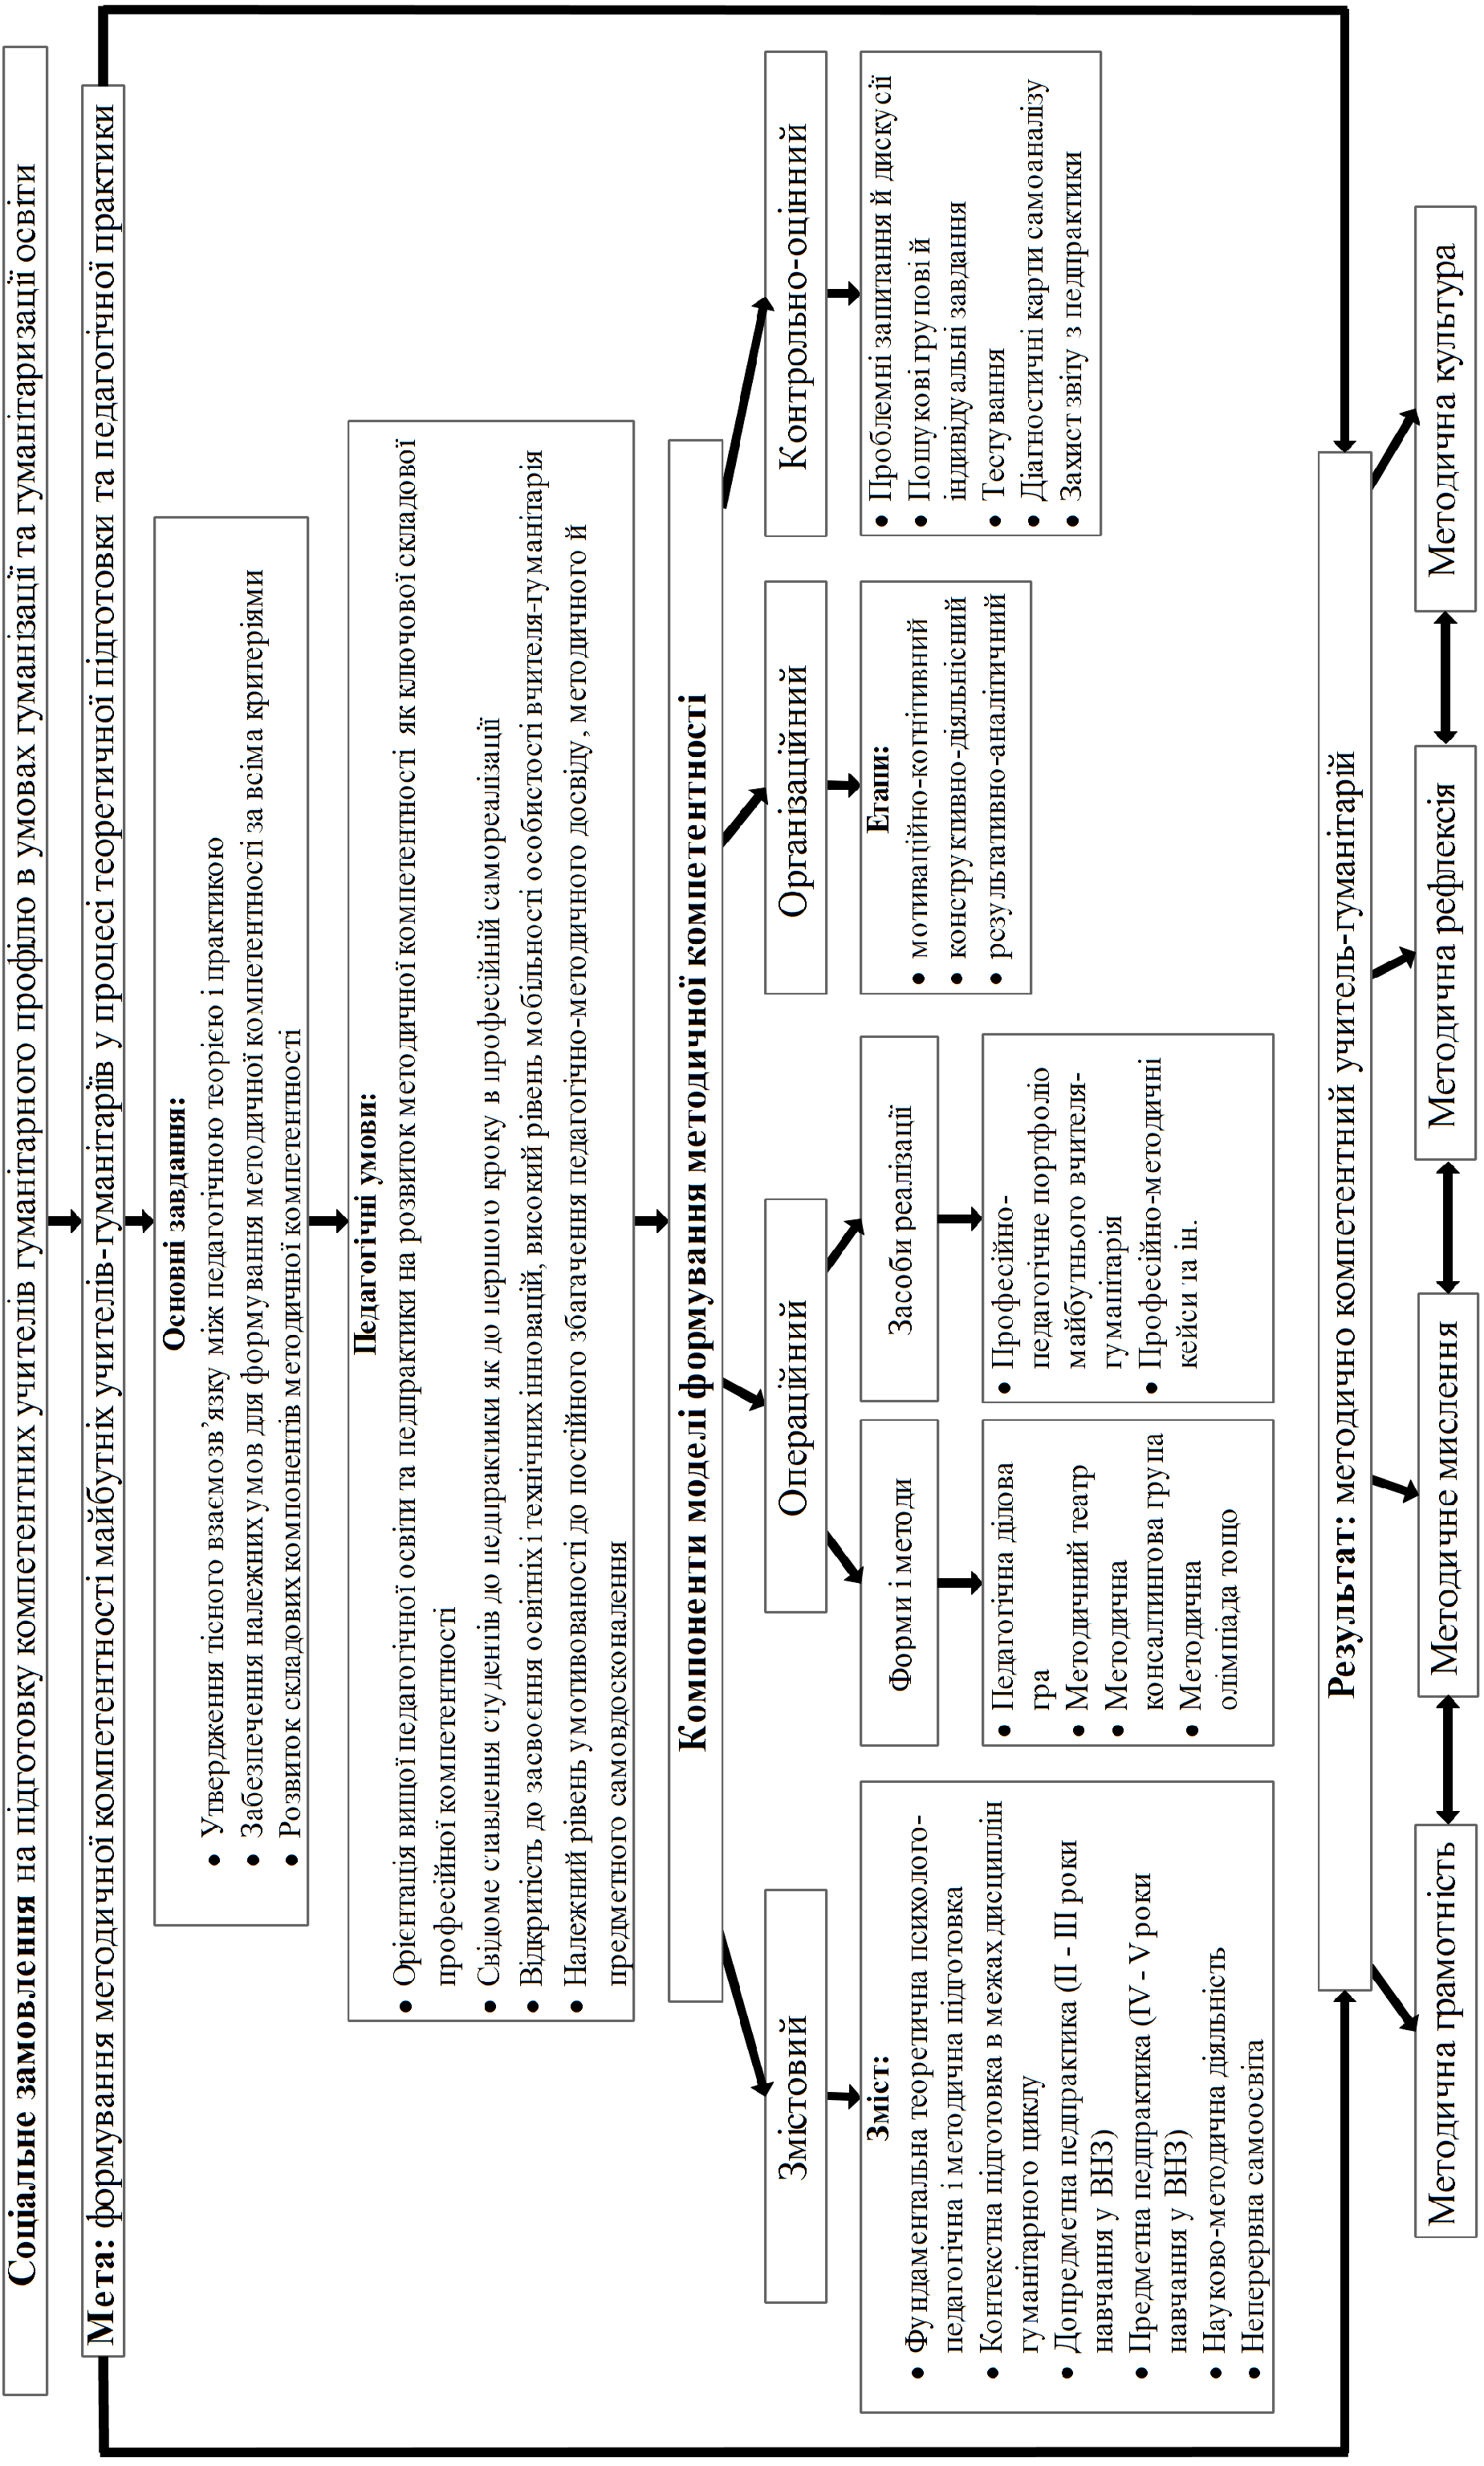 Соціальне замовлення на підготовку компетентних учителів гуманітарного профілю в умовах гуманізації та гуманітаризації освіти
Мета: формування методичної компетентності майбутніх учителів-гуманітаріїв у процесі теоретичної підготовки та педагогічної практики
Основні завдання:
• Утвердження тісного взаємозв’язку між педагогічною теорією і практикою
• Забезпечення належних умов для формування методичної компетентності за всіма критеріями
• Розвиток складових компонентів методичної компетентності
Педагогічні умови:
• Орієнтація вищої педагогічної освіти та педпрактики на розвиток методичної компетентності як ключової складової
професійної компетентності
• Свідоме ставлення студентів до педпрактики як до першого кроку в професійній самореалізації
• Відкритість до засвоєння освітніх і технічних інновацій, високий рівень мобільності особистості вчителя-гуманітарія
• Належний рівень умотивованості до постійного збагачення педагогічно-методичного досвіду, методичного й
предметного самовдосконалення
Компоненти моделі формування методичної компетентності
Змістовий
Зміст:
• Фундаментальна теоретична психолого-
педагогічна і методична підготовка
• Контекстна підготовка в межах дисциплін
гуманітарного циклу
• Допредметна педпрактика (ІІ - ІІІ роки
навчання у ВНЗ)
• Предметна педпрактика (IV - V роки
навчання у ВНЗ)
• Науково-методична діяльність
• Неперервна самоосвіта
Операційний
Форми і методи
• Педагогічна ділова
гра
• Методичний театр
• Методична
консалтингова група
• Методична
олімпіада тощо
Засоби реалізації
• Професійно-
педагогічне портфоліо
майбутнього вчителя-
гуманітарія
• Професійно-методичні
кейси та ін.
Організаційний
Етапи:
• мотиваційно-когнітивний
• конструктивно-діяльнісний
• результативно-аналітичний
Контрольно-оцінний
• Проблемні запитання й дискусії
• Пошукові групові й
індивідуальні завдання
• Тестування
• Діагностичні карти самоаналізу
• Захист звіту з педпрактики
Результат: методично компетентний учитель-гуманітарій
Методична грамотність
Методичне мислення
Методична рефлексія
Методична культура